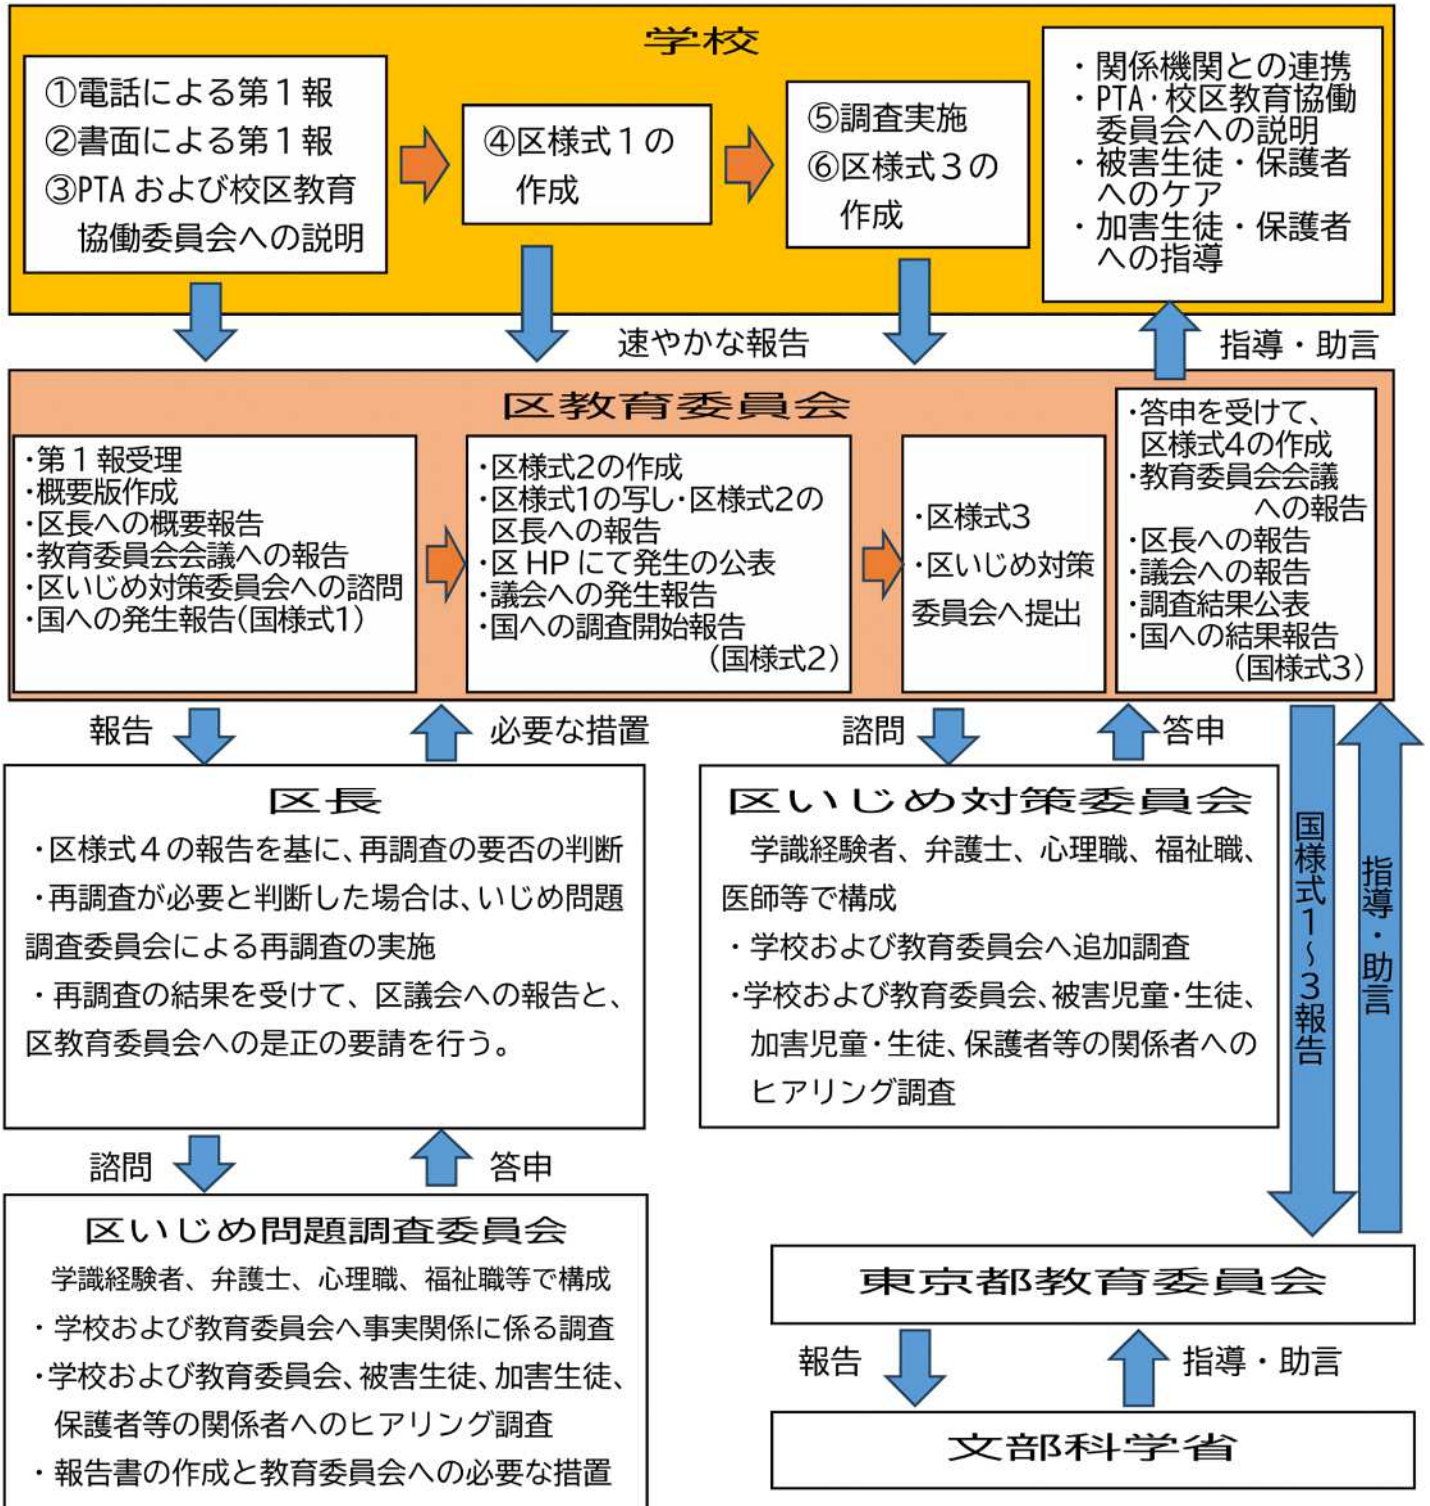 学校
①電話による第1報
②書面による第1報
③PTA および校区教育
協働委員会への説明
④区様式1の
作成
⑤調査実施
⑥区様式3の
作成
・関係機関との連携
・PTA・校区教育協働
委員会への説明
・被害生徒・保護者
へのケア
・加害生徒・保護者
への指導
速やかな報告
指導・助言
区教育委員会
・第1報受理
・概要版作成
・区長への概要報告
・教育委員会会議への報告
・区いじめ対策委員会への諮問
・国への発生報告(国様式1)
・区様式2の作成
・区様式1の写し・区様式2の
区長への報告
・区 HP にて発生の公表
・議会への発生報告
・国への調査開始報告
(国様式2)
・区様式3
・区いじめ対策
委員会へ提出
・答申を受けて、
区様式4の作成
・教育委員会会議
への報告
・区長への報告
・議会への報告
・調査結果公表
・国への結果報告
(国様式3)
報告
必要な措置
諮問
答申
区長
・区様式4の報告を基に、再調査の要否の判断
・再調査が必要と判断した場合は、いじめ問題
調査委員会による再調査の実施
・再調査の結果を受けて、区議会への報告と、
区教育委員会への是正の要請を行う。
区いじめ対策委員会
学識経験者、弁護士、心理職、福祉職、
医師等で構成
・学校および教育委員会へ追加調査
・学校および教育委員会、被害児童・生徒、
加害児童・生徒、保護者等の関係者への
ヒアリング調査
国様式1~3報告
指導・助言
諮問
答申
区いじめ問題調査委員会
学識経験者、弁護士、心理職、福祉職等で構成
・学校および教育委員会へ事実関係に係る調査
・学校および教育委員会、被害生徒、加害生徒、
保護者等の関係者へのヒアリング調査
・報告書の作成と教育委員会への必要な措置
東京都教育委員会
報告
指導・助言
文部科学省